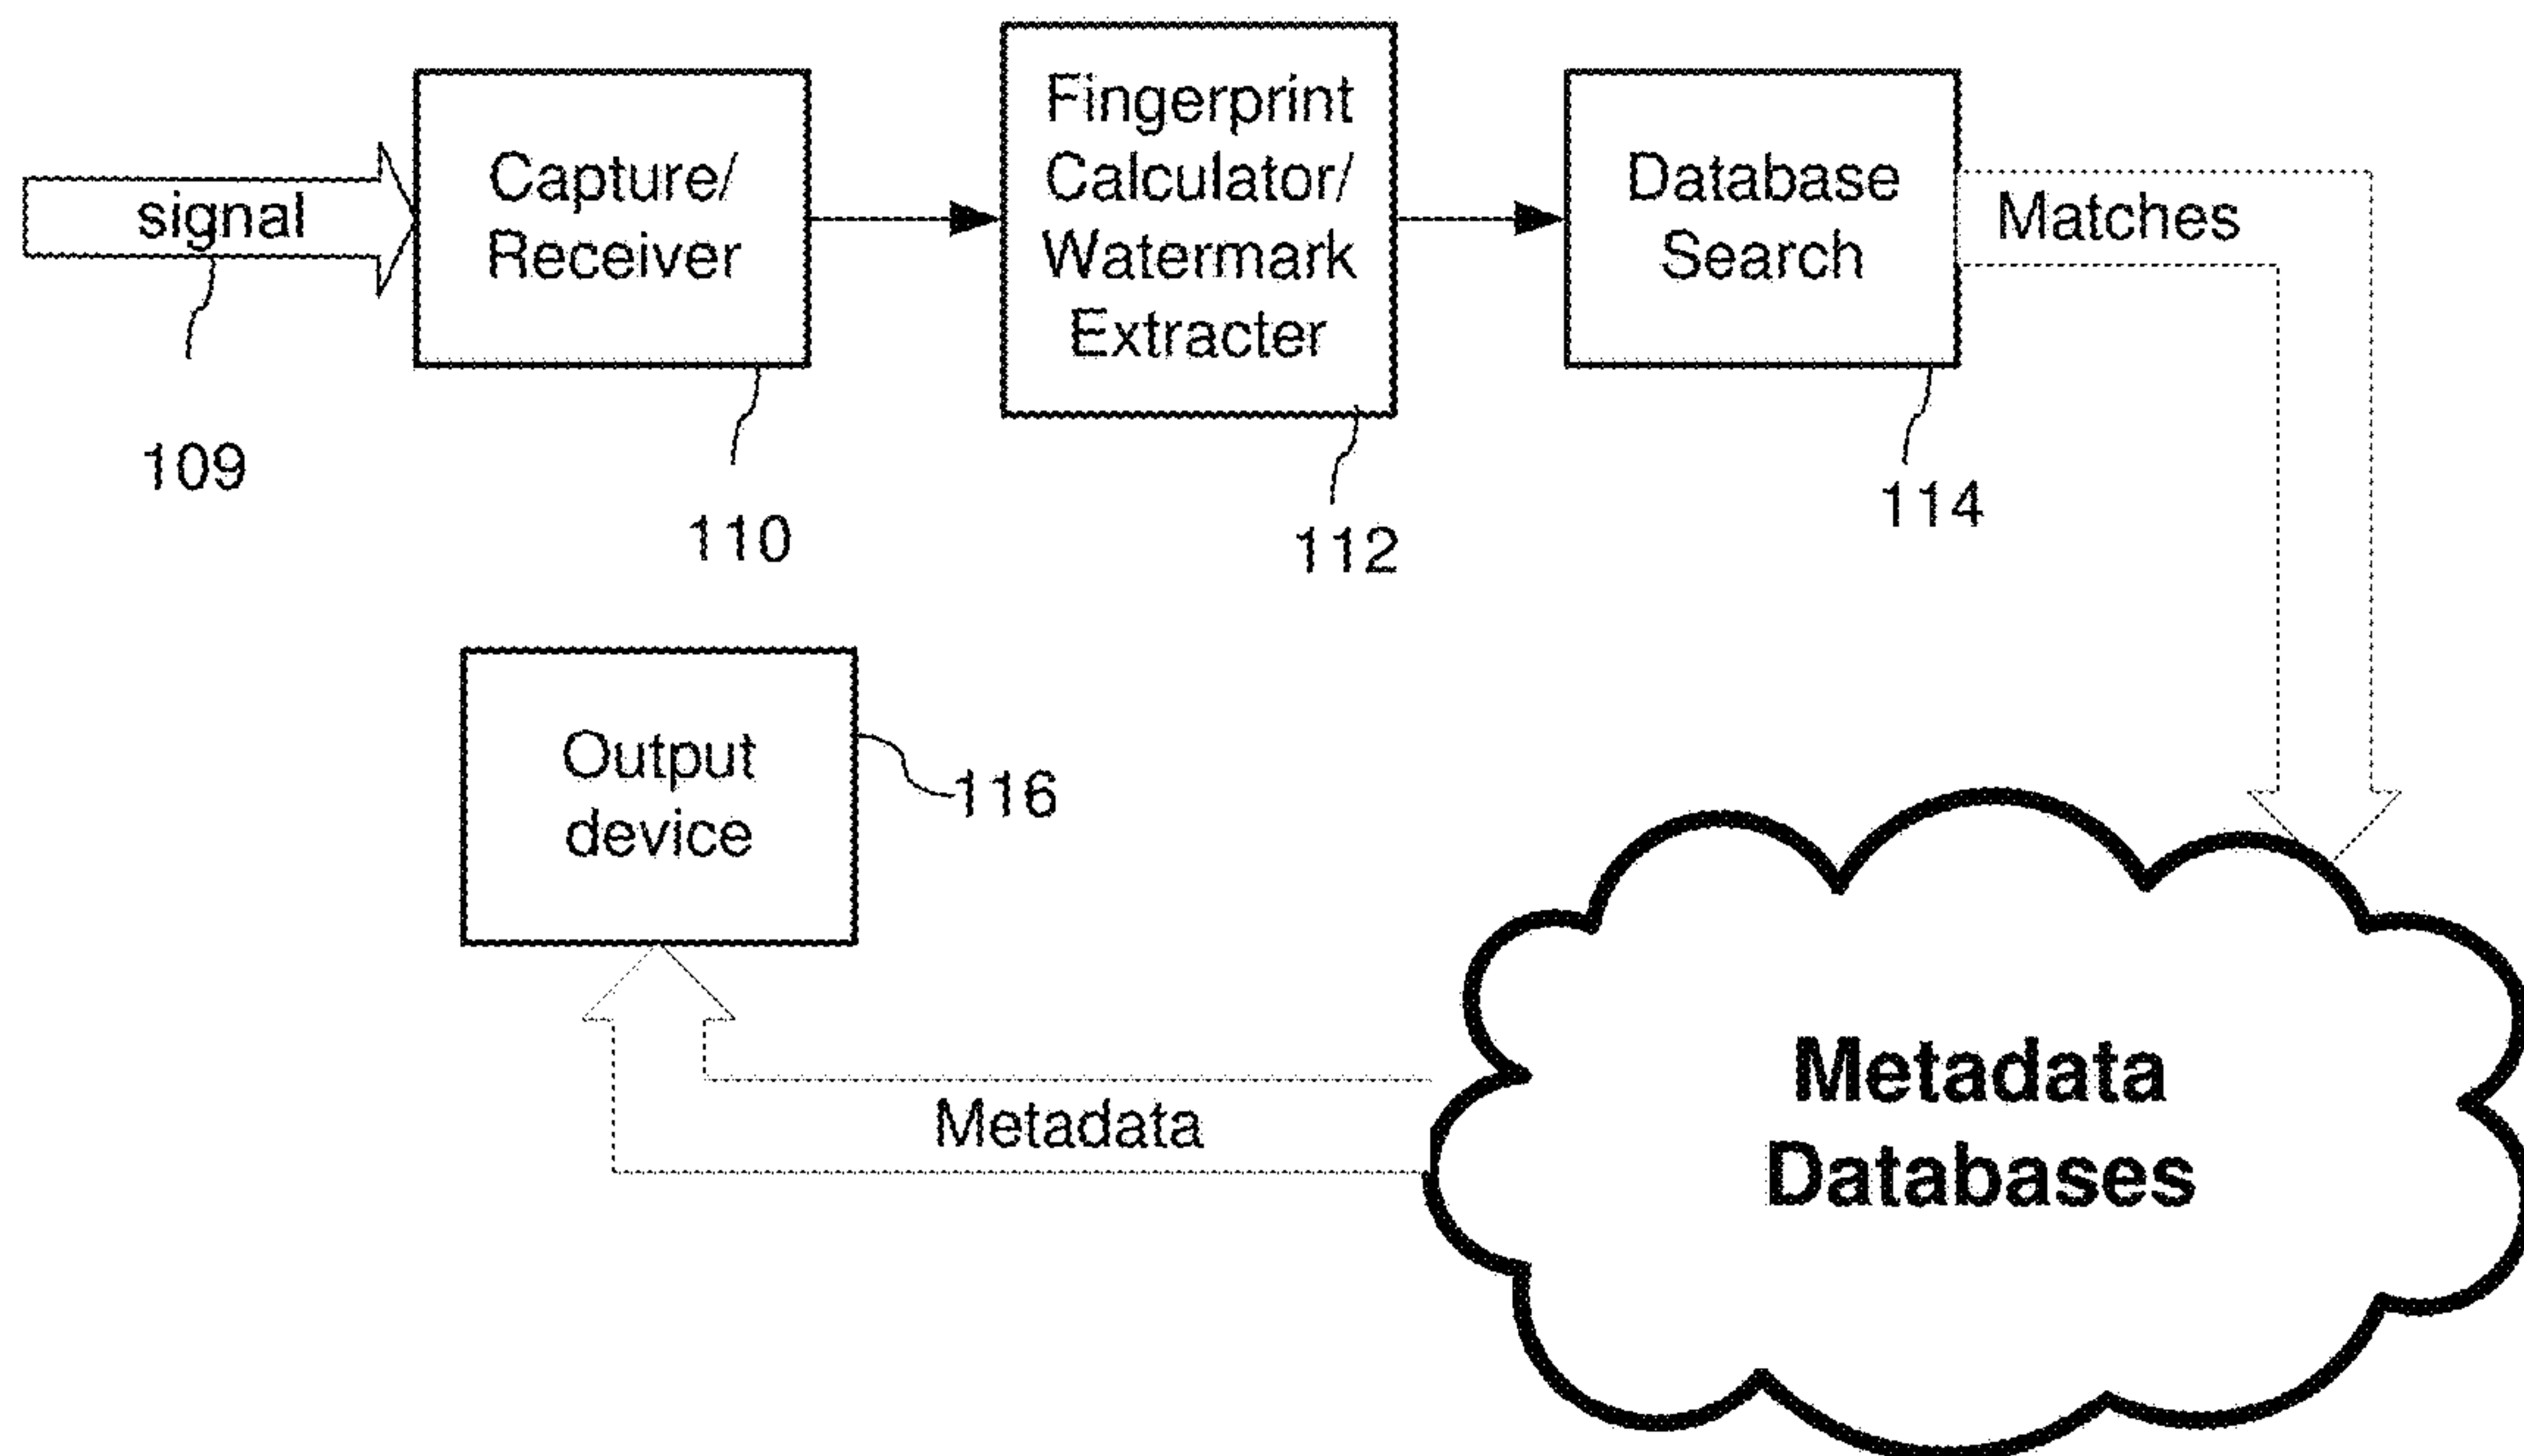 signal
109
Capture/
Receiver
110
Fingerprint
Calculator/
Watermark
Extracter
112
Database
Search
114
Matches
Output
device
116
Metadata
Metadata
Databases